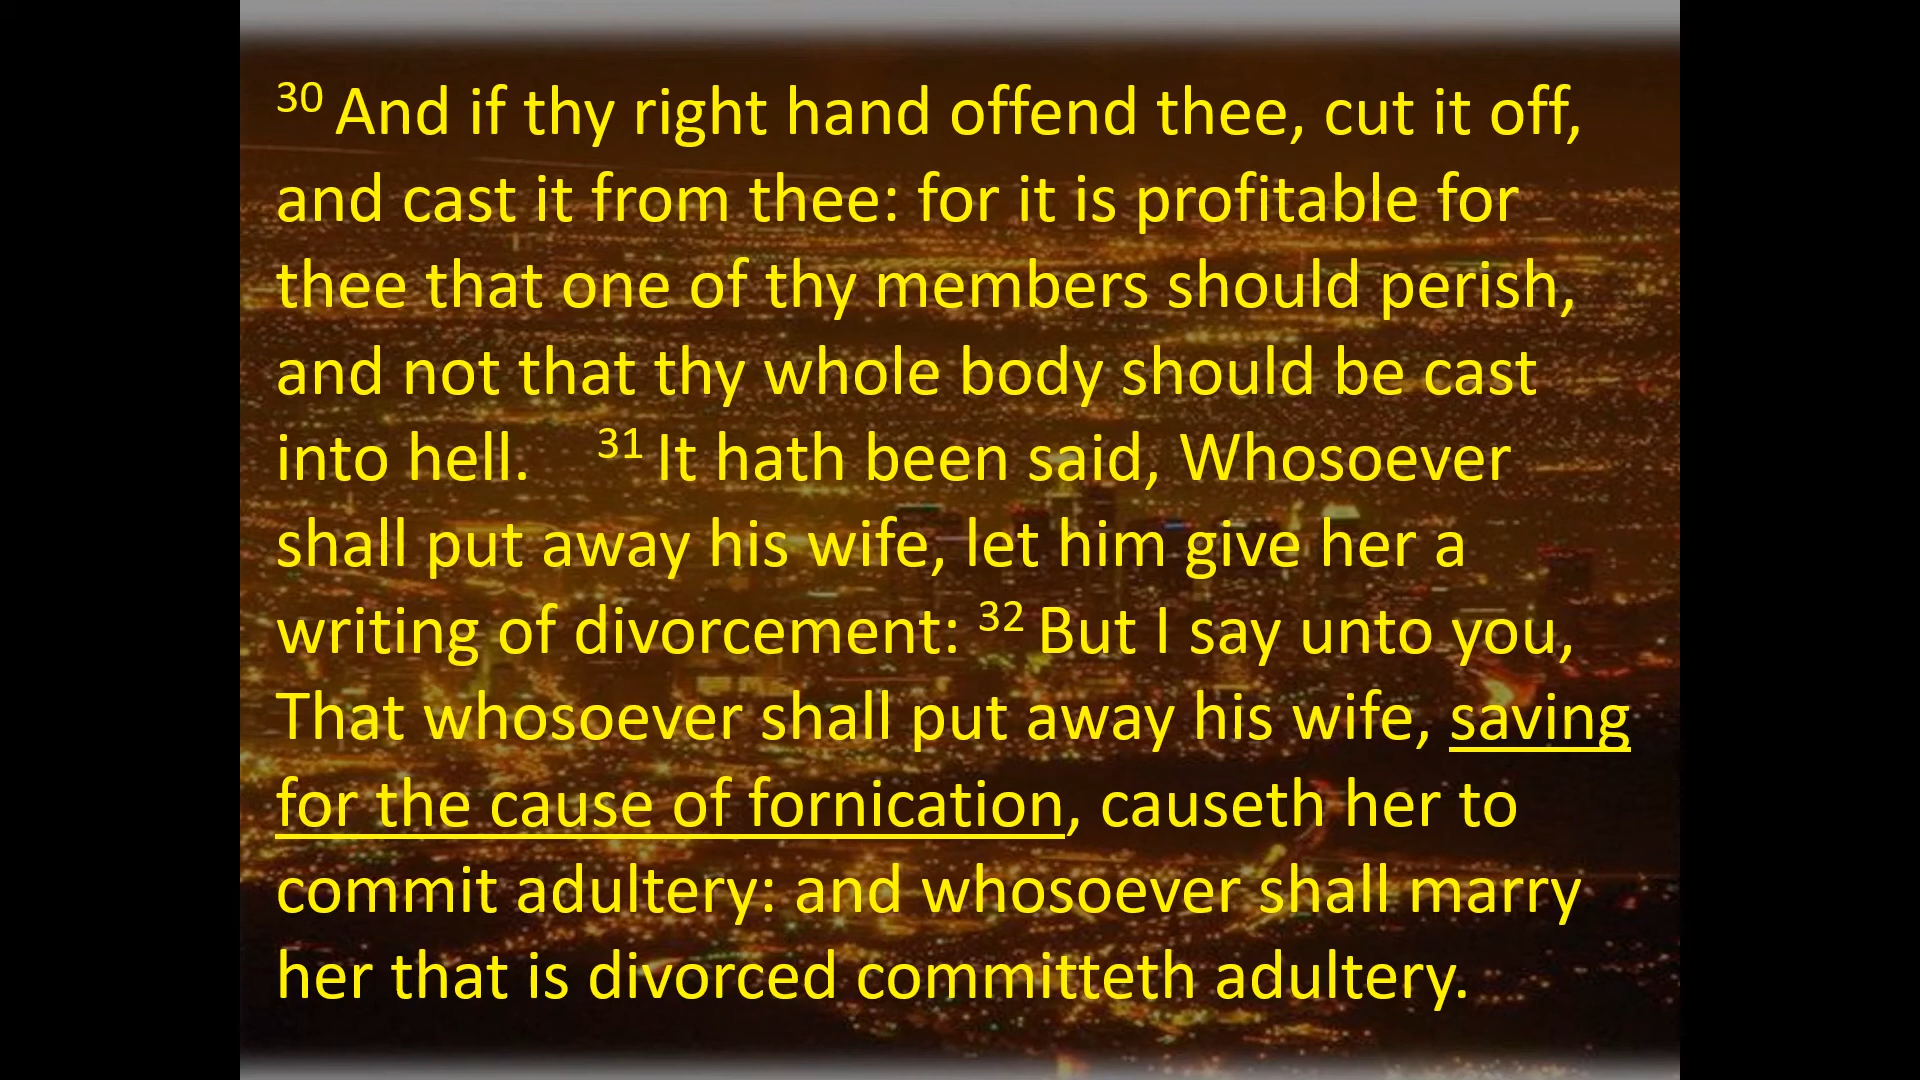 30 And if thy right hand offend thee, cut it off,
and cast it from thee: for it is profitable for
thee that one of thy members should perish,
and not that thy whole body should be cast
into hell. 31 It hath been said, Whosoever
shall put away his wife, let him give her a
writing of divorcement: 32 But I say unto you,
That whosoever shall put away his wife, saving
for the cause of fornication, causeth her to
commit adultery: and whosoever shall marry
her that is divorced committeth adultery.